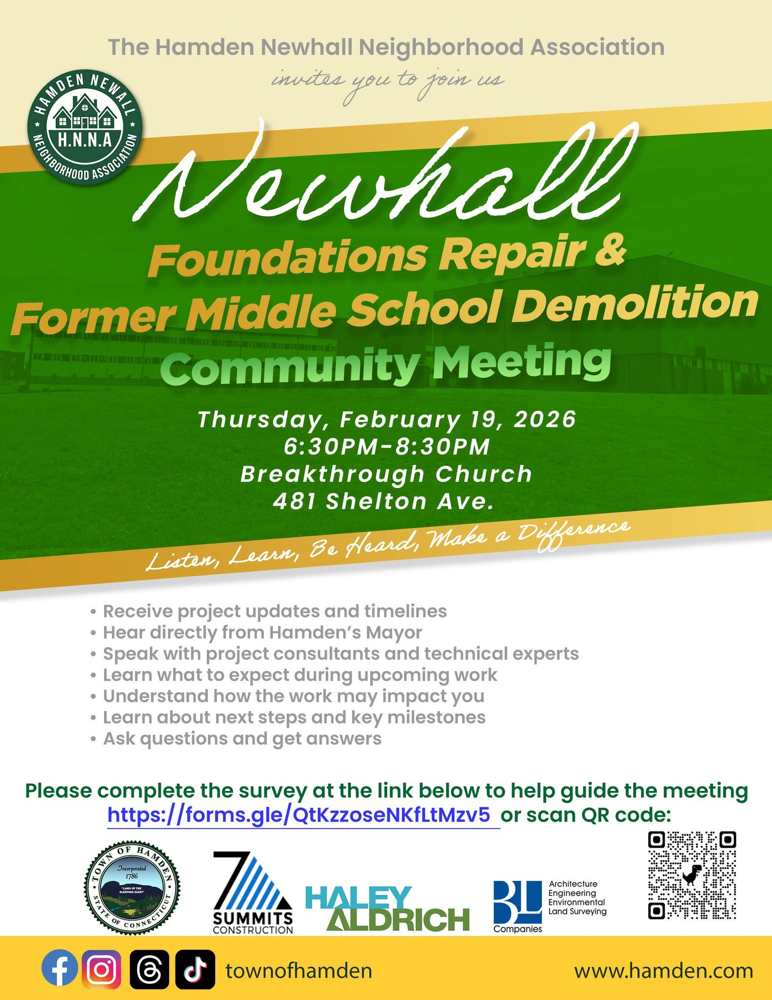 The Hamden Newhall Neighborhood Association
invites you to join us
HAMDEN NEWALL
H.N.N.A
NEIGHBORHOOD ASSOCIATION
Newhall
Foundations Repair &
Former Middle School Demolition
Community Meeting
Thursday, February 19, 2026
6:30PM-8:30PM
Breakthrough Church
481 Shelton Ave.
Listen, Learn, Be Heard, Make a Difference
• Receive project updates and timelines
• Hear directly from Hamden's Mayor
• Speak with project consultants and technical experts
• Learn what to expect during upcoming work
• Understand how the work may impact you
• Learn about next steps and key milestones
• Ask questions and get answers
Please complete the survey at the link below to help guide the meeting
https://forms.gle/QtKzzoseNKfLtMzv5 or scan QR code:
TOWN OF HAMDEN
Incorporated
1786
"LAND OF THE
SLEEPING GIANT"
STATE OF CONNECTICUT
7
SUMMITS
CONSTRUCTION
HALEY
ALDRICH
BL
Companies
Architecture
Engineering
Environmental
Land Surveying
townofhamden
www.hamden.com